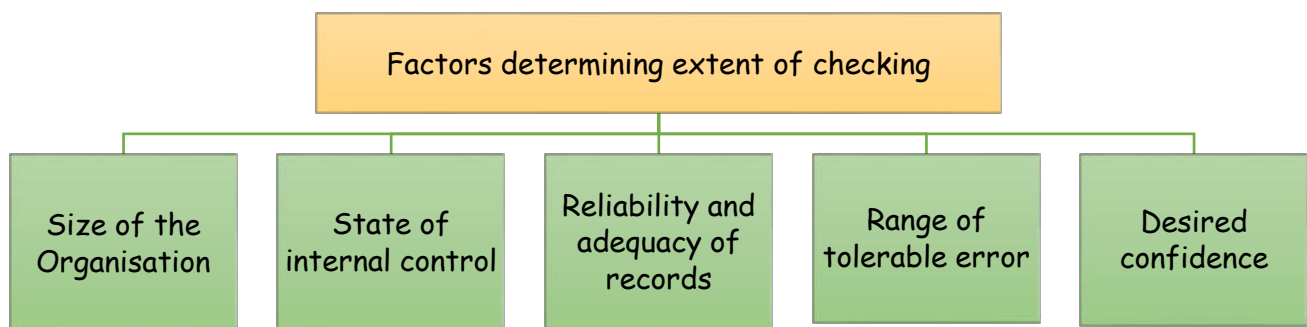 Factors determining extent of checking
Size of the
Organisation
State of
internal control
Reliability and
adequacy of
records
Range of
tolerable error
Desired
confidence